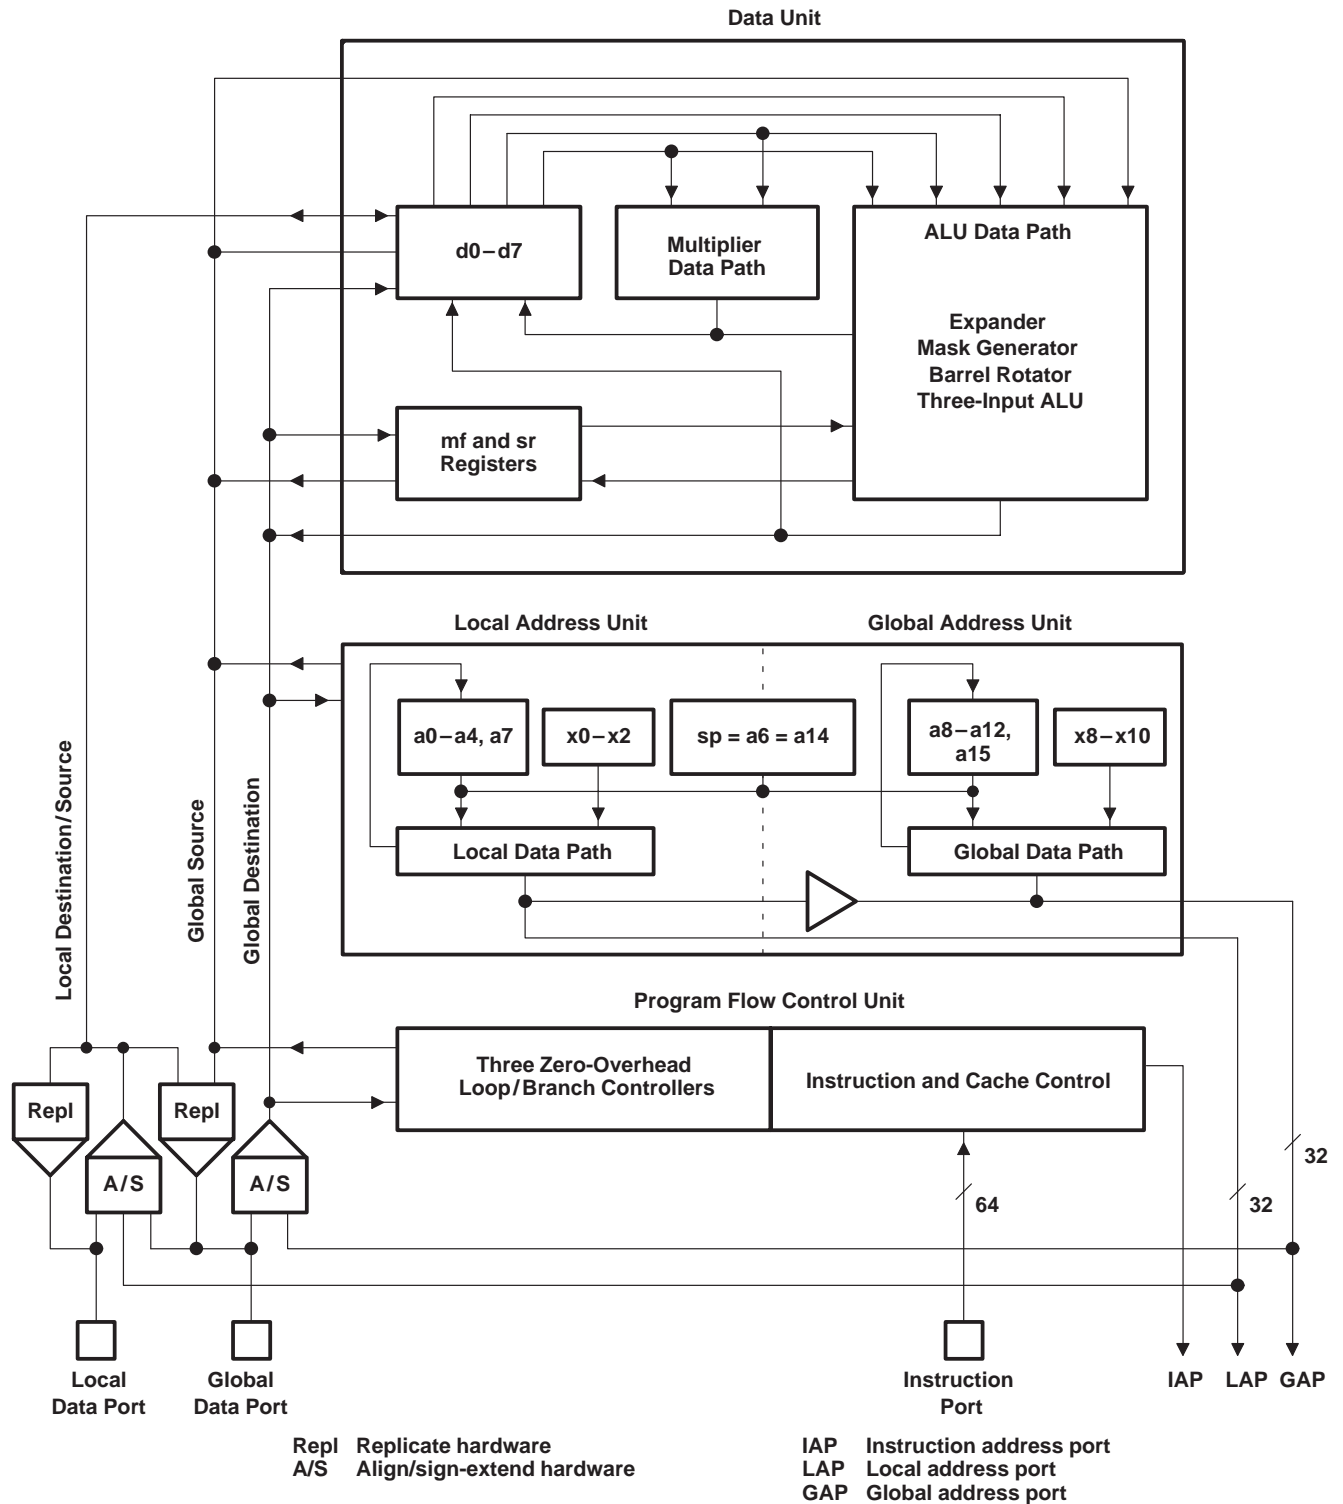 Data Unit
d0–d7
Multiplier
Data Path
ALU Data Path
Expander
Mask Generator
Barrel Rotator
Three-Input ALU
mf and sr
Registers
Local Address Unit
Global Address Unit
a0–a4, a7
x0–x2
sp = a6 = a14
a8–a12,
a15
x8–x10
Local Data Path
Global Data Path
Local Destination/Source
Global Source
Global Destination
Program Flow Control Unit
Three Zero-Overhead
Loop/Branch Controllers
Instruction and Cache Control
Repl
Repl
A/S
A/S
64
32
32
Local
Data Port
Global
Data Port
Instruction
Port
IAP
LAP
GAP
Repl Replicate hardware
A/S Align/sign-extend hardware
IAP Instruction address port
LAP Local address port
GAP Global address port